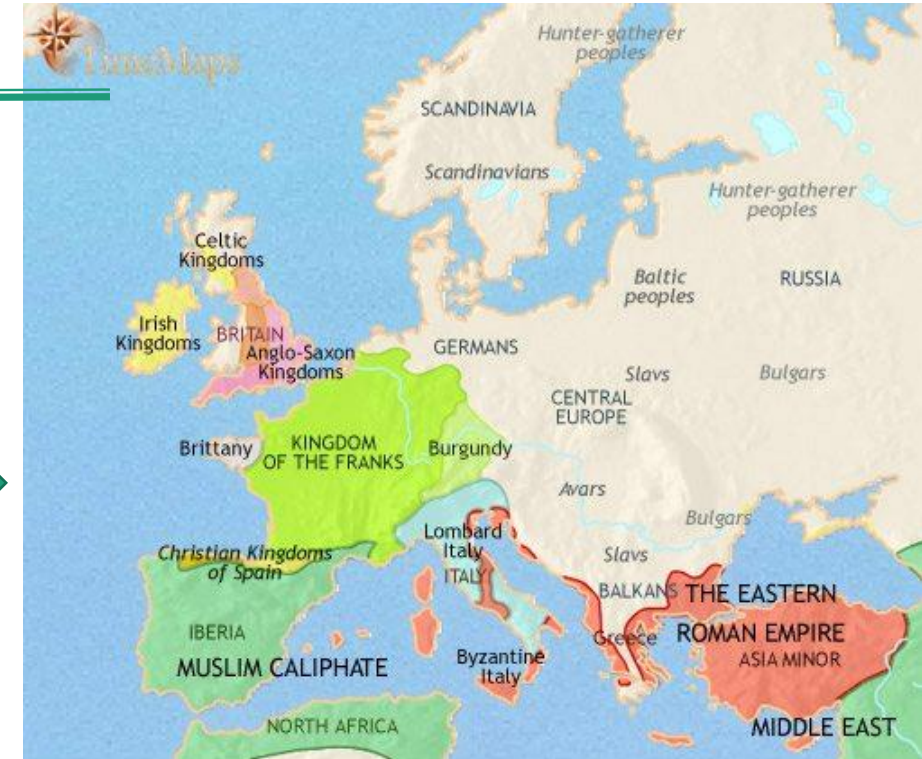 TimeMaps
Hunter-gatherer
peoples
SCANDINAVIA
Scandinavians
Hunter-gatherer
peoples
Celtic
Kingdoms
Baltic
peoples
RUSSIA
Irish
Kingdoms
BRITAIN
Anglo-Saxon
Kingdoms
GERMANS
Slavs
Bulgars
CENTRAL
EUROPE
Brittany
KINGDOM
OF THE FRANKS
Burgundy
Avars
Bulgars
Lombard
Italy
ITALY
Christian Kingdoms
of Spain
Slavs
BALKANS
THE EASTERN
ROMAN EMPIRE
IBERIA
Greece
ASIA MINOR
MUSLIM CALIPHATE
Byzantine
Italy
NORTH AFRICA
MIDDLE EAST